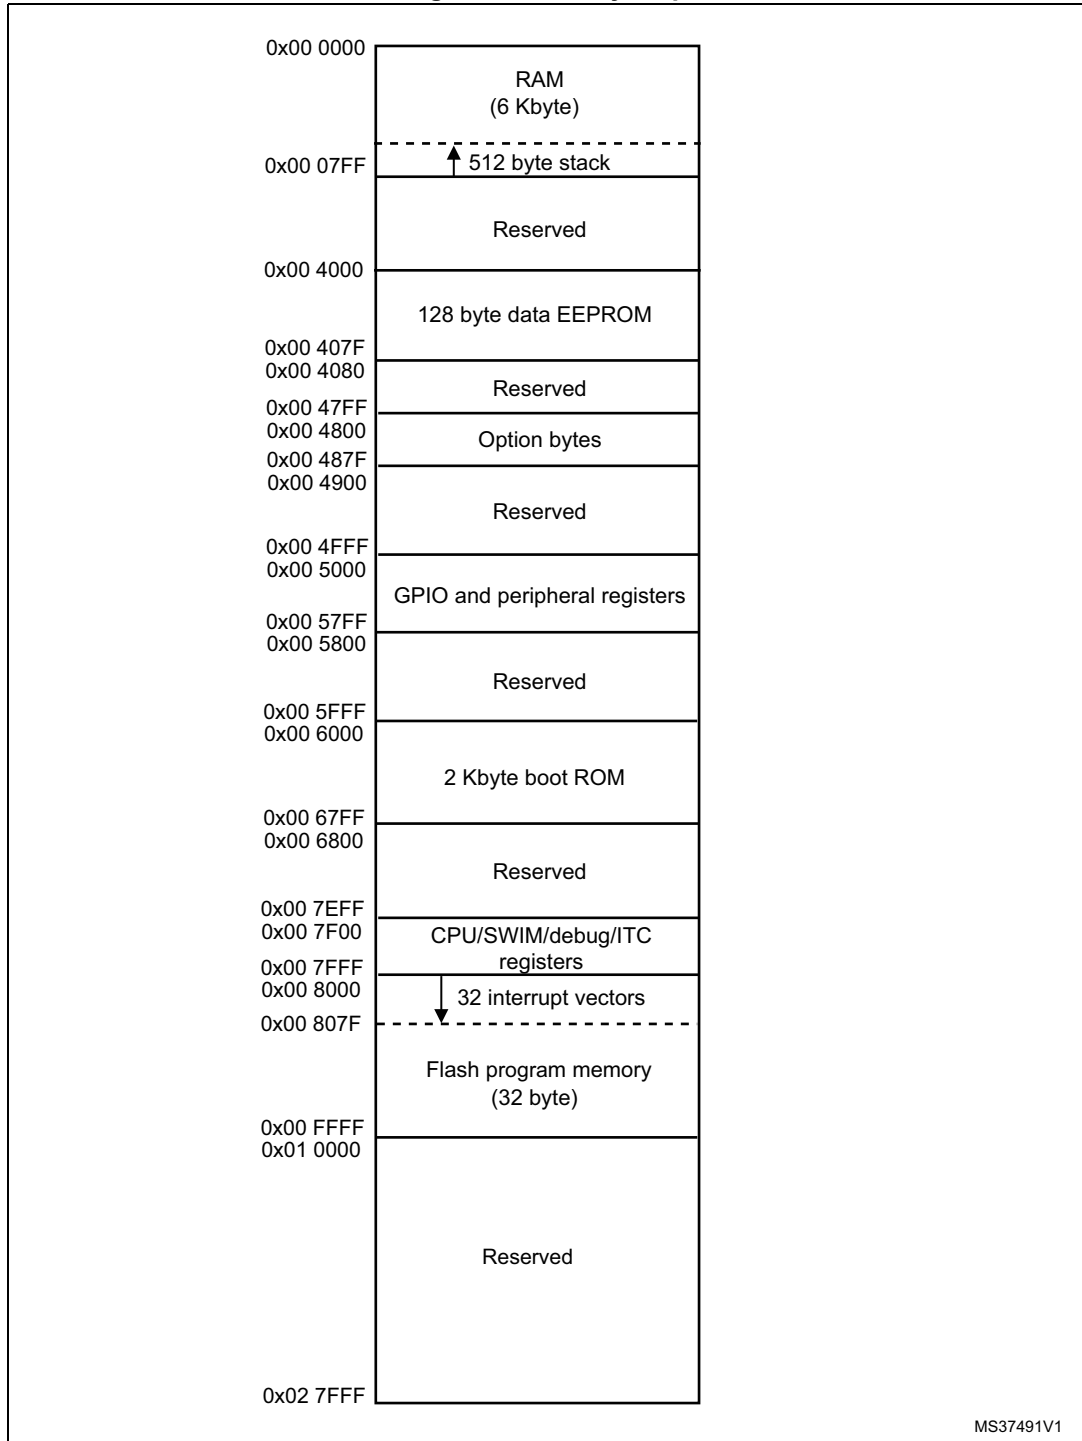 0x00 0000
RAM
(6 Kbyte)
0x00 07FF
512 byte stack
Reserved
0x00 4000
128 byte data EEPROM
0x00 407F
0x00 4080
Reserved
0x00 47FF
0x00 4800
Option bytes
0x00 487F
0x00 4900
Reserved
0x00 4FFF
0x00 5000
GPIO and peripheral registers
0x00 57FF
0x00 5800
Reserved
0x00 5FFF
0x00 6000
2 Kbyte boot ROM
0x00 67FF
0x00 6800
Reserved
0x00 7EFF
0x00 7F00
CPU/SWIM/debug/ITC
registers
0x00 7FFF
0x00 8000
32 interrupt vectors
0x00 807F
Flash program memory
(32 byte)
0x00 FFFF
0x01 0000
Reserved
0x02 7FFF
MS37491V1